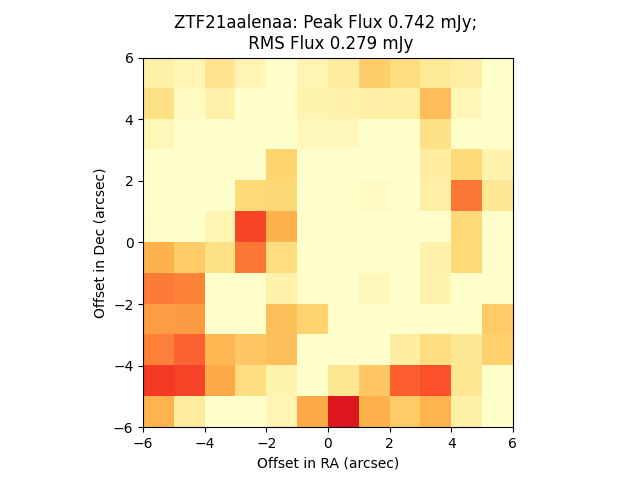 ZTF21aalenaa: Peak Flux 0.742 mJy;
RMS Flux 0.279 mJy
6
4
2
0
−2
−4
−6
Offset in Dec (arcsec)
−6 −4 −2 0 2 4 6
Offset in RA (arcsec)